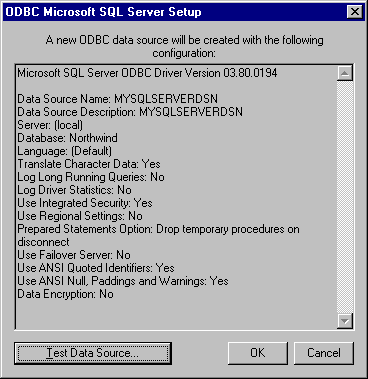 ODBC Microsoft SQL Server Setup
A new ODBC data source will be created with the following
configuration:
Microsoft SQL Server ODBC Driver Version 03.80.0194
Data Source Name: MYSQLSERVERDSN
Data Source Description: MYSQLSERVERDSN
Server: (local)
Database: Northwind
Language: (Default)
Translate Character Data: Yes
Log Long Running Queries: No
Log Driver Statistics: No
Use Integrated Security: Yes
Use Regional Settings: No
Prepared Statements Option: Drop temporary procedures on
disconnect
Use Failover Server: No
Use ANSI Quoted Identifiers: Yes
Use ANSI Null, Paddings and Warnings: Yes
Data Encryption: No
Test Data Source...
OK
Cancel